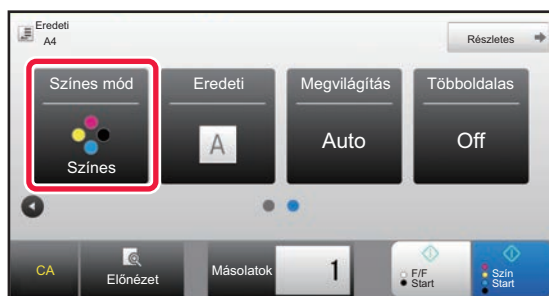 Eredeti
A4
Részletes
Színes mód
Színes
Eredeti
A
Megvilágítás
Auto
Többoldalas
Off
CA
Előnézet
Másolatok
1
F/F
Start
Szín
Start